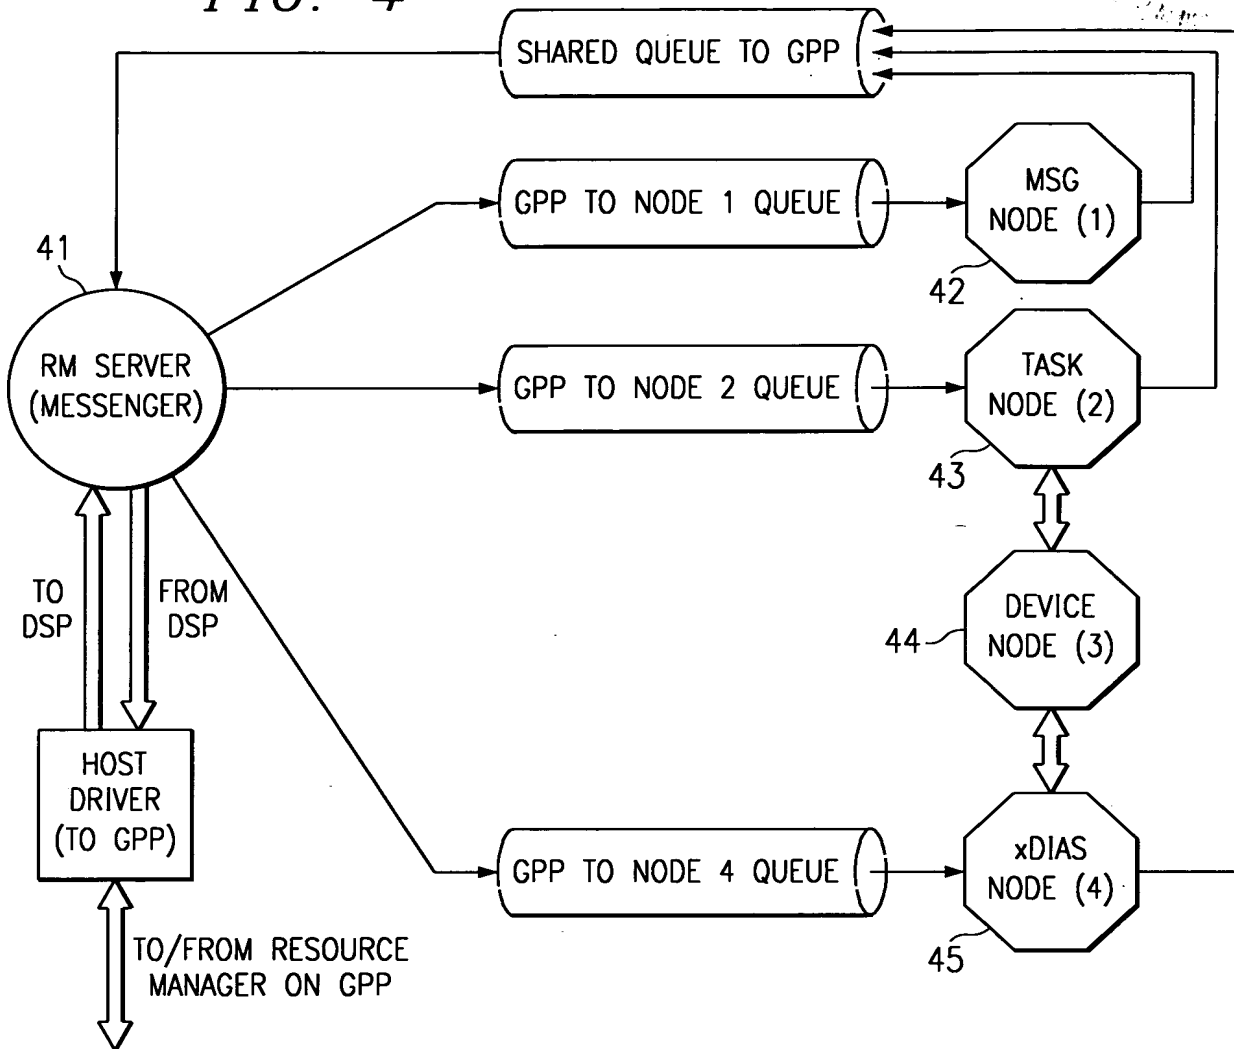 FIG. 4
SHARED QUEUE TO GPP
GPP TO NODE 1 QUEUE
MSG
NODE (1)
42
41
RM SERVER
(MESSENGER)
GPP TO NODE 2 QUEUE
TASK
NODE (2)
43
TO
DSP
FROM
DSP
DEVICE
NODE (3)
44
HOST
DRIVER
(TO GPP)
GPP TO NODE 4 QUEUE
xDIAS
NODE (4)
45
TO/FROM RESOURCE
MANAGER ON GPP